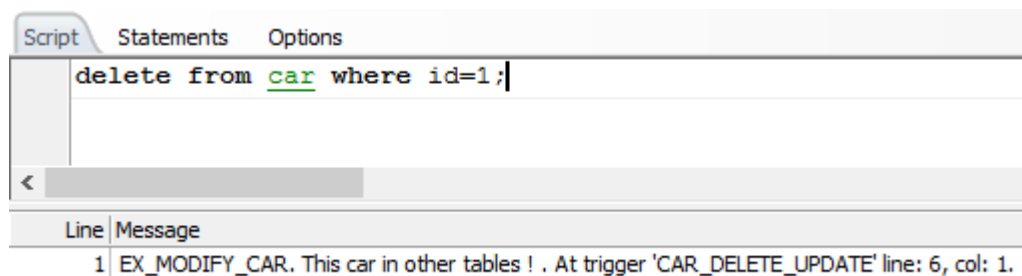 Script Statements Options
delete from car where id=1;
Line Message
1 EX_MODIFY_CAR. This car in other tables ! . At trigger 'CAR_DELETE_UPDATE' line: 6, col: 1.